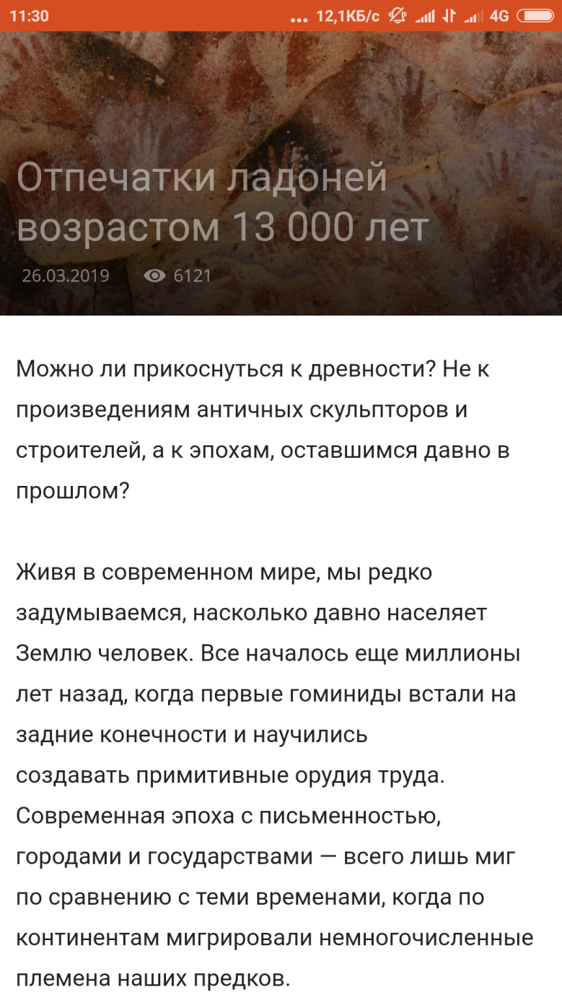 11:30
... 12,1КБ/с 4G
Отпечатки ладоней
возрастом 13 000 лет
26.03.2019 6121
Можно ли прикоснуться к древности? Не к
произведениям античных скульпторов и
строителей, а к эпохам, оставшимся давно в
прошлом?
Живя в современном мире, мы редко
задумываемся, насколько давно населяет
Землю человек. Все началось еще миллионы
лет назад, когда первые гоминиды встали на
задние конечности и научились
создавать примитивные орудия труда.
Современная эпоха с письменностью,
городами и государствами — всего лишь миг
по сравнению с теми временами, когда по
континентам мигрировали немногочисленные
племена наших предков.